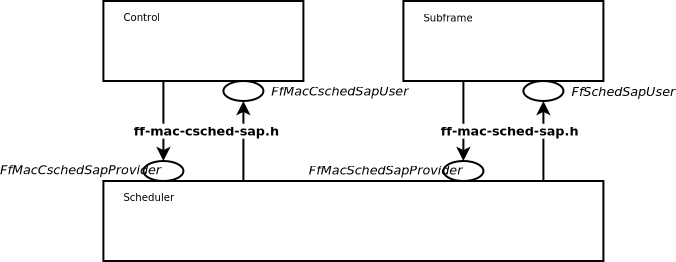 Control
Subframe
FfMacCschedSapUser
FfSchedSapUser
ff-mac-csched-sap.h
ff-mac-sched-sap.h
FfMacCschedSapProvider
FfMacSchedSapProvider
Scheduler